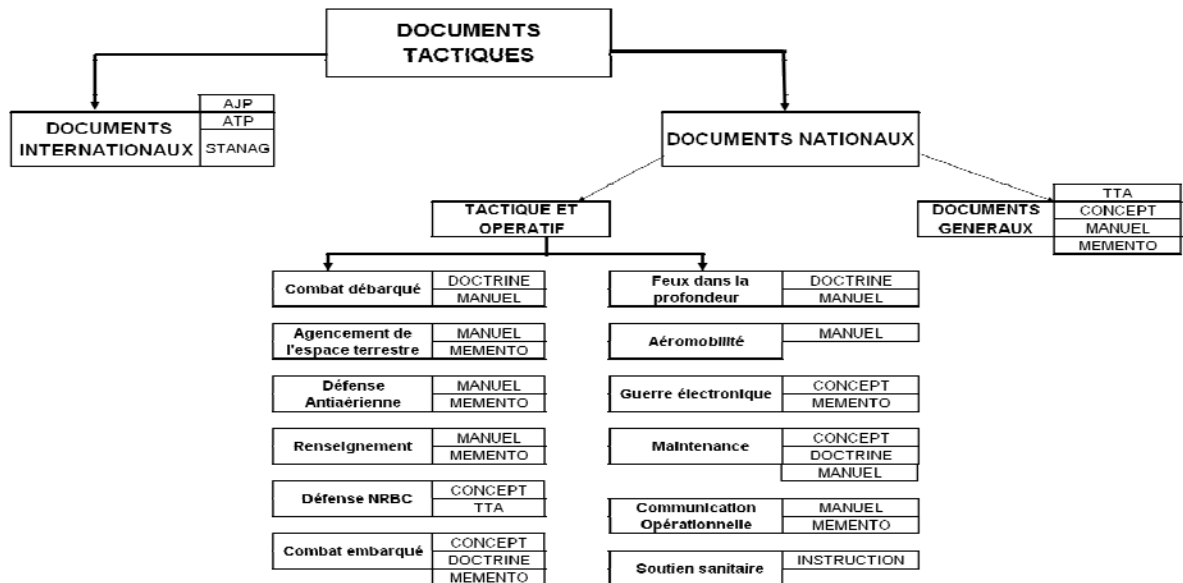 DOCUMENTS
TACTIQUES
DOCUMENTS
INTERNATIONAUX
AJP
ATP
STANAG
DOCUMENTS NATIONAUX
TACTIQUE ET
OPERATIF
DOCUMENTS
GENERAUX
TTA
CONCEPT
MANUEL
MEMENTO
Combat débarqué
DOCTRINE
MANUEL
Agencement de
l'espace terrestre
MANUEL
MEMENTO
Défense
Antiaérienne
MANUEL
MEMENTO
Renseignement
MANUEL
MEMENTO
Défense NRBC
CONCEPT
TTA
Combat embarqué
CONCEPT
DOCTRINE
MEMENTO
Feux dans la
profondeur
DOCTRINE
MANUEL
Aéromobilité
MANUEL
Guerre électronique
CONCEPT
MEMENTO
Maintenance
CONCEPT
DOCTRINE
MANUEL
Communication
Opérationnelle
MANUEL
MEMENTO
Soutien sanitaire
INSTRUCTION